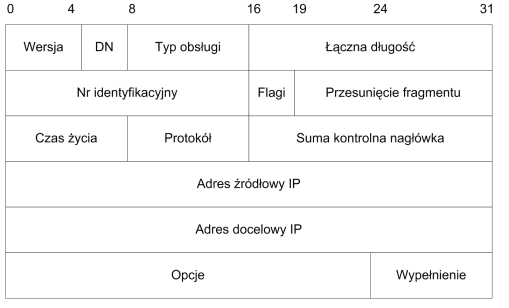 0 4 8 16 19 24 31
Wersja DN Typ obsługi Łączna długość
Nr identyfikacyjny Flagi Przesunięcie fragmentu
Czas życia Protokół Suma kontrolna nagłówka
Adres źródłowy IP
Adres docelowy IP
Opcje Wypełnienie